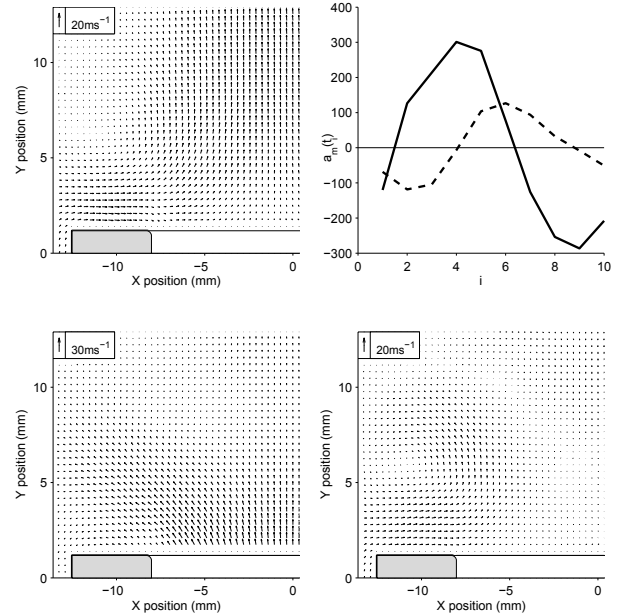 20ms⁻¹
Y position (mm)
10
5
0
−10
−5
0
X position (mm)
400
300
200
100
0
−100
−200
−300
a_m(t_i)
2
4
6
8
10
i
30ms⁻¹
Y position (mm)
10
5
0
−10
−5
0
X position (mm)
20ms⁻¹
Y position (mm)
10
5
0
−10
−5
0
X position (mm)